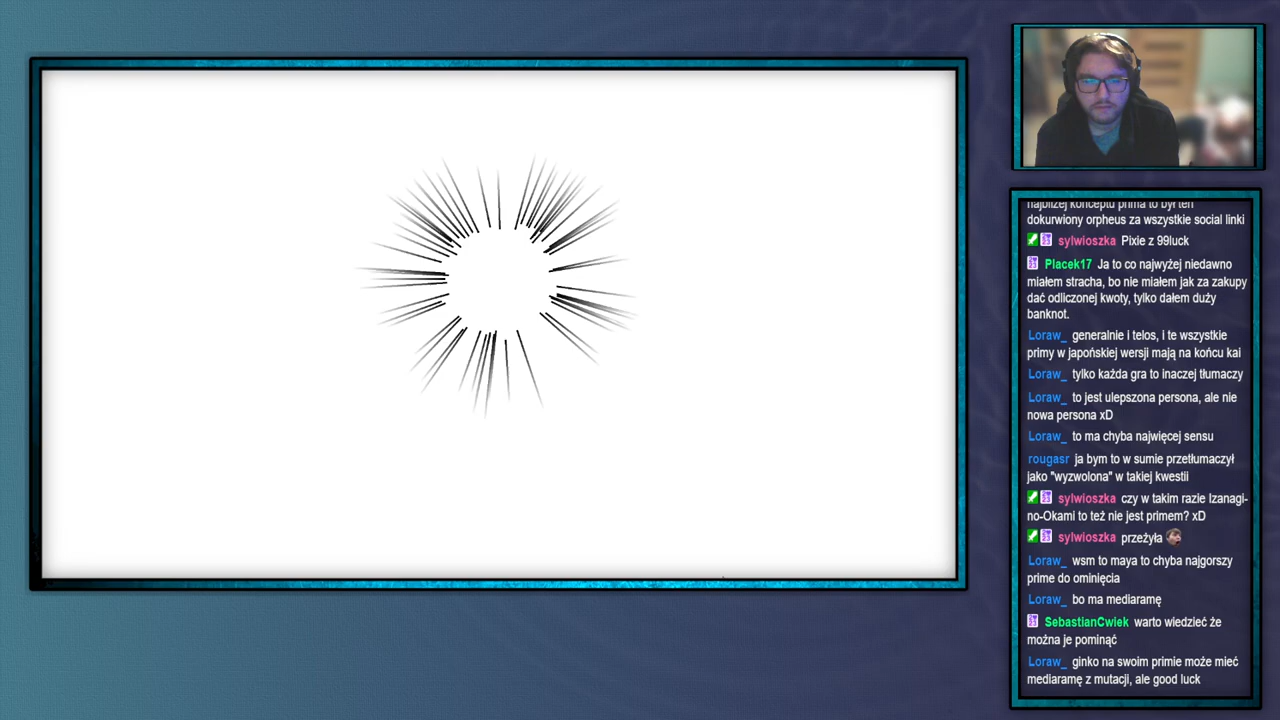 najbliżej konceptu prima to był ten
dokurwiony orpheus za wszystkie social linki
sylwioszka Pixie z 99luck
Placek17 Ja to co najwyżej niedawno
miałem stracha, bo nie miałem jak za zakupy
dać odliczonej kwoty, tylko dałem duży
banknot.
Loraw_ generalnie i telos, i te wszystkie
primy w japońskiej wersji mają na końcu kai
Loraw_ tylko każda gra to inaczej tłumaczy
Loraw_ to jest ulepszona persona, ale nie
nowa persona xD
Loraw_ to ma chyba najwięcej sensu
rougasr ja bym to w sumie przetłumaczył
jako "wyzwolona" w takiej kwestii
sylwioszka czy w takim razie Izanagi-
no-Okami to też nie jest primem? xD
sylwioszka przeżyła
Loraw_ wsm to maya to chyba najgorszy
prime do ominięcia
Loraw_ bo ma mediaramę
SebastianCwiek warto wiedzieć że
można je pominąć
Loraw_ ginko na swoim primie może mieć
mediaramę z mutacji, ale good luck